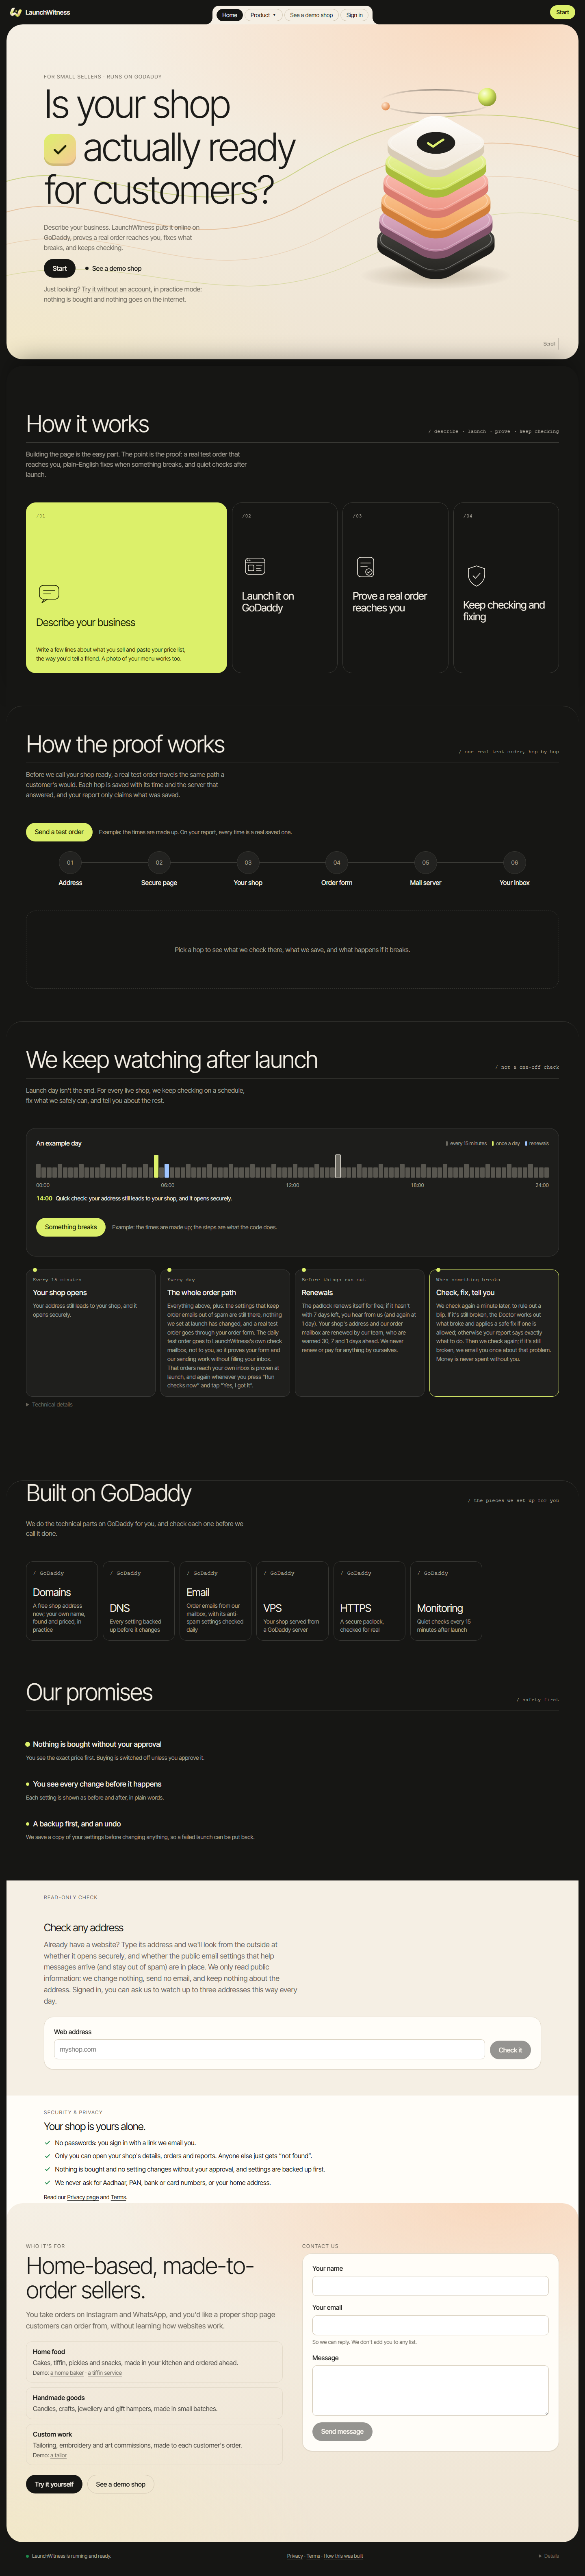 LaunchWitness
Home
Product
See a demo shop
Sign in
Start
FOR SMALL SELLERS · RUNS ON GODADDY
Is your shop
actually ready
for customers?
Describe your business. LaunchWitness puts it online on
GoDaddy, proves a real order reaches you, fixes what
breaks, and keeps checking.
Start
See a demo shop
Just looking? Try it without an account, in practice mode:
nothing is bought and nothing goes on the internet.
Scroll
How it works
/ describe · launch · prove · keep checking
Building the page is the easy part. The point is the proof: a real test order that
reaches you, plain-English fixes when something breaks, and quiet checks after
launch.
/01
Describe your business
Write a few lines about what you sell and paste your price list,
the way you'd tell a friend. A photo of your menu works too.
/02
Launch it on
GoDaddy
/03
Prove a real order
reaches you
/04
Keep checking and
fixing
How the proof works
/ one real test order, hop by hop
Before we call your shop ready, a real test order travels the same path a
customer's would. Each hop is saved with its time and the server that
answered, and your report only claims what was saved.
Send a test order
Example: the times are made up. On your report, every time is a real saved one.
01
02
03
04
05
06
Address
Secure page
Your shop
Order form
Mail server
Your inbox
Pick a hop to see what we check there, what we save, and what happens if it breaks.
We keep watching after launch
/ not a one-off check
Launch day isn't the end. For every live shop, we keep checking on a schedule,
fix what we safely can, and tell you about the rest.
An example day
every 15 minutes
once a day
renewals
00:00
06:00
12:00
18:00
24:00
14:00 Quick check: your address still leads to your shop, and it opens securely.
Something breaks
Example: the times are made up; the steps are what the code does.
Every 15 minutes
Your shop opens
Your address still leads to your shop, and it
opens securely.
Every day
The whole order path
Everything above, plus: the settings that keep
order emails out of spam are still there, nothing
we set at launch has changed, and a real test
order goes through your order form. The daily
test order goes to LaunchWitness's own check
mailbox, not to you, so it proves your form and
our sending work without filling your inbox.
That orders reach your own inbox is proven at
launch, and again whenever you press "Run
checks now" and tap "Yes, I got it".
Before things run out
Renewals
The padlock renews itself for free; if it hasn't
with 7 days left, you hear from us (and again at
1 day). Your shop's address and our order
mailbox are renewed by our team, who are
warned 30, 7 and 1 days ahead. We never
renew or pay for anything by ourselves.
When something breaks
Check, fix, tell you
We check again a minute later, to rule out a
blip. If it's still broken, the Doctor works out
what broke and applies a safe fix if one is
allowed; otherwise your report says exactly
what to do. Then we check again; if it's still
broken, we email you once about that problem.
Money is never spent without you.
Technical details
Built on GoDaddy
/ the pieces we set up for you
We do the technical parts on GoDaddy for you, and check each one before we
call it done.
/ GoDaddy
Domains
A free shop address
now; your own name,
found and priced, in
practice
/ GoDaddy
DNS
Every setting backed
up before it changes
/ GoDaddy
Email
Order emails from our
mailbox, with its anti-
spam settings checked
daily
/ GoDaddy
VPS
Your shop served from
a GoDaddy server
/ GoDaddy
HTTPS
A secure padlock,
checked for real
/ GoDaddy
Monitoring
Quiet checks every 15
minutes after launch
Our promises
/ safety first
Nothing is bought without your approval
You see the exact price first. Buying is switched off unless you approve it.
You see every change before it happens
Each setting is shown as before and after, in plain words.
A backup first, and an undo
We save a copy of your settings before changing anything, so a failed launch can be put back.
READ-ONLY CHECK
Check any address
Already have a website? Type its address and we'll look from the outside at
whether it opens securely, and whether the public email settings that help
messages arrive (and stay out of spam) are in place. We only read public
information: we change nothing, send no email, and keep nothing about the
address. Signed in, you can ask us to watch up to three addresses this way every
day.
Web address
myshop.com
Check it
SECURITY & PRIVACY
Your shop is yours alone.
No passwords: you sign in with a link we email you.
Only you can open your shop's details, orders and reports. Anyone else just gets "not found".
Nothing is bought and no setting changes without your approval, and settings are backed up first.
We never ask for Aadhaar, PAN, bank or card numbers, or your home address.
Read our Privacy page and Terms.
WHO IT'S FOR
Home-based, made-to-
order sellers.
You take orders on Instagram and WhatsApp, and you'd like a proper shop page
customers can order from, without learning how websites work.
Home food
Cakes, tiffin, pickles and snacks, made in your kitchen and ordered ahead.
Demo: a home baker · a tiffin service
Handmade goods
Candles, crafts, jewellery and gift hampers, made in small batches.
Custom work
Tailoring, embroidery and art commissions, made to each customer's order.
Demo: a tailor
Try it yourself
See a demo shop
CONTACT US
Your name
Your email
So we can reply. We don't add you to any list.
Message
Send message
LaunchWitness is running and ready.
Privacy · Terms · How this was built
Details